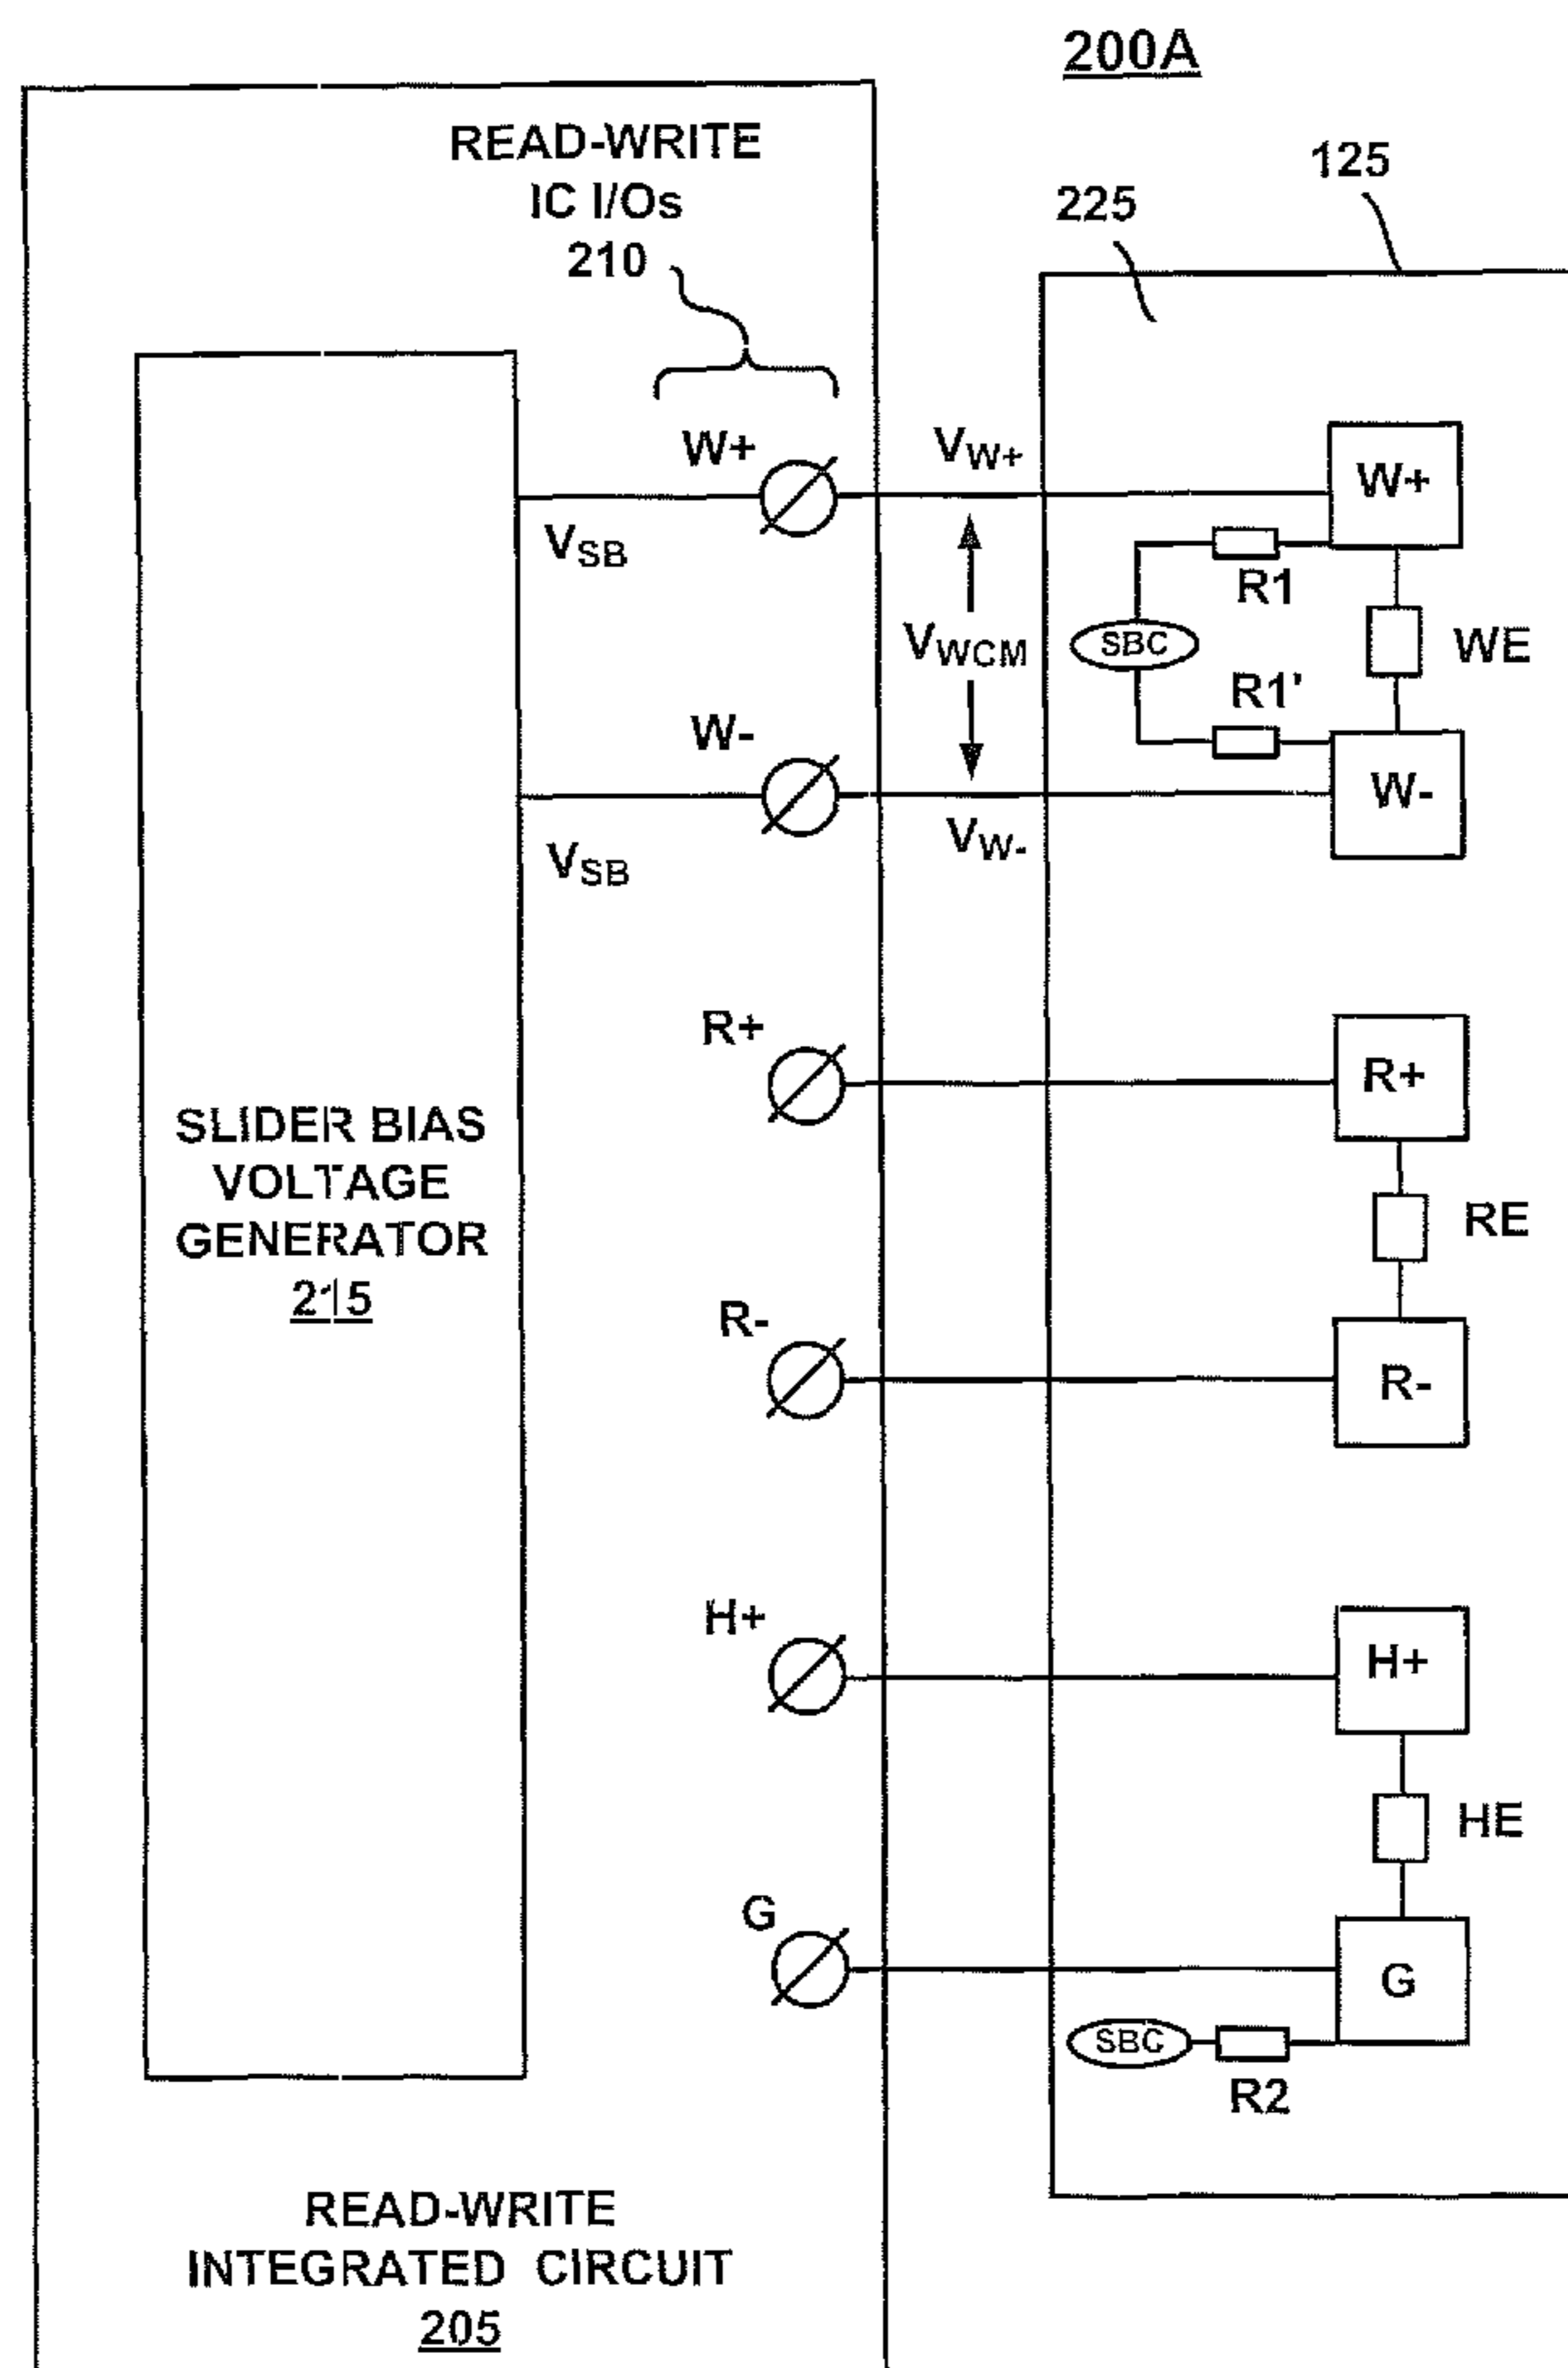 200A
READ-WRITE
IC I/Os
210
225
125
W+
VW+
W+
VSB
R1
VWCM
SBC
WE
R1'
W-
W-
VSB
VW-
R+
R+
SLIDER BIAS
VOLTAGE
GENERATOR
215
RE
R-
R-
H+
H+
HE
G
G
SBC
R2
READ-WRITE
INTEGRATED CIRCUIT
205